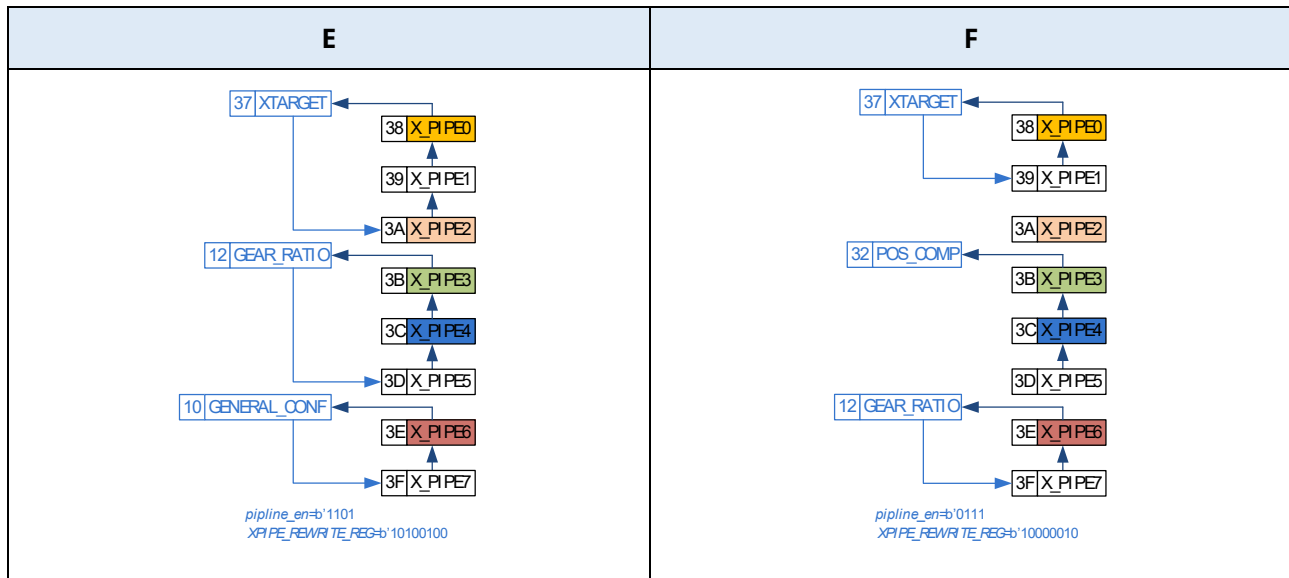 E
37 XTARGET
38 X_PIPE0
39 X_PIPE1
3A X_PIPE2
12 GEAR_RATIO
3B X_PIPE3
3C X_PIPE4
3D X_PIPE5
10 GENERAL_CONF
3E X_PIPE6
3F X_PIPE7
pipline_en=b'1101
XPIPE_REWRITE_REG=b'10100100
F
37 XTARGET
38 X_PIPE0
39 X_PIPE1
3A X_PIPE2
32 POS_COMP
3B X_PIPE3
3C X_PIPE4
3D X_PIPE5
12 GEAR_RATIO
3E X_PIPE6
3F X_PIPE7
pipline_en=b'0111
XPIPE_REWRITE_REG=b'10000010